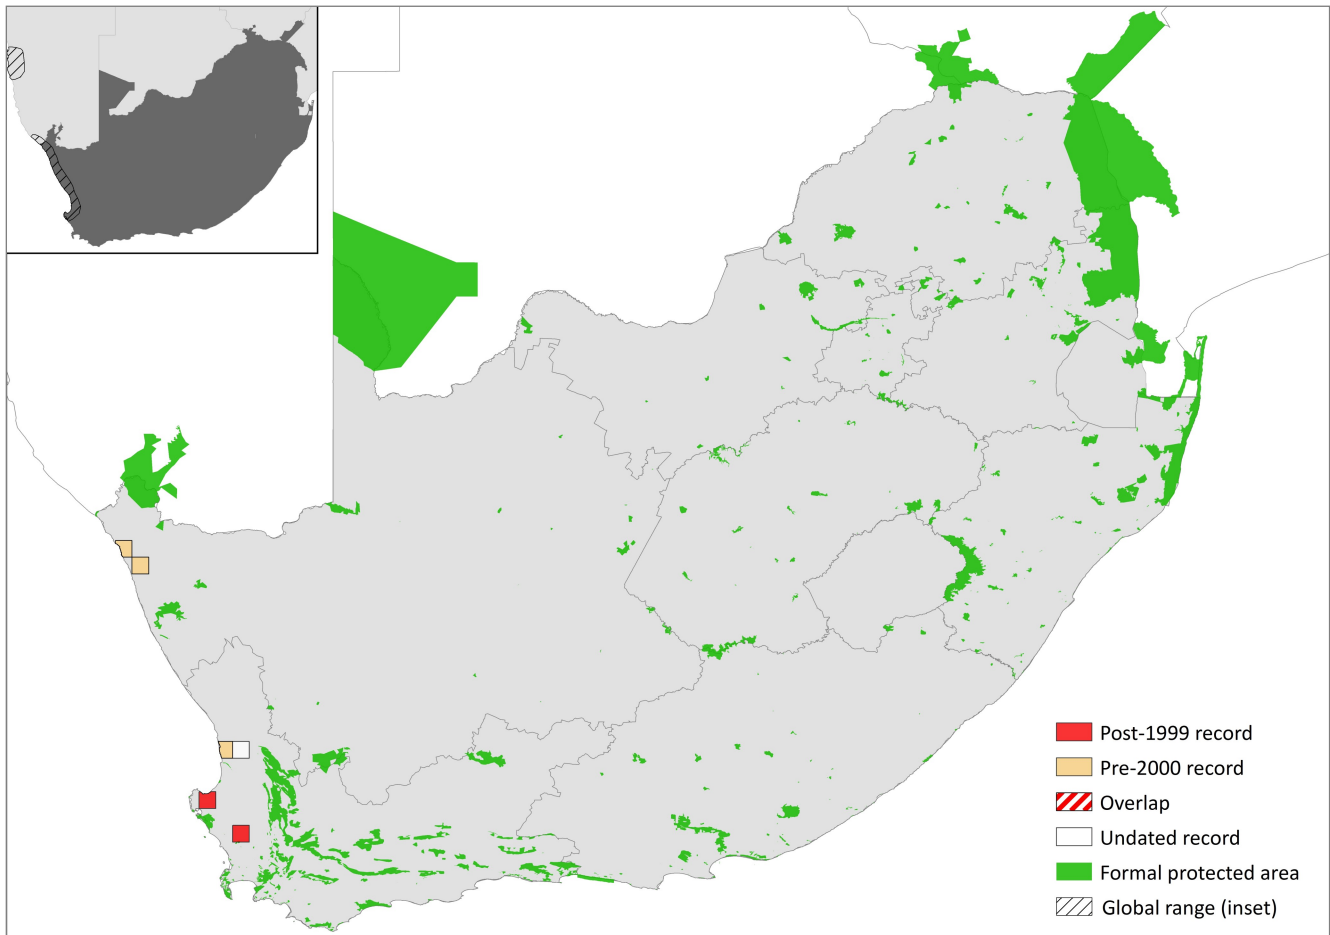 Post-1999 record
Pre-2000 record
Overlap
Undated record
Formal protected area
Global range (inset)